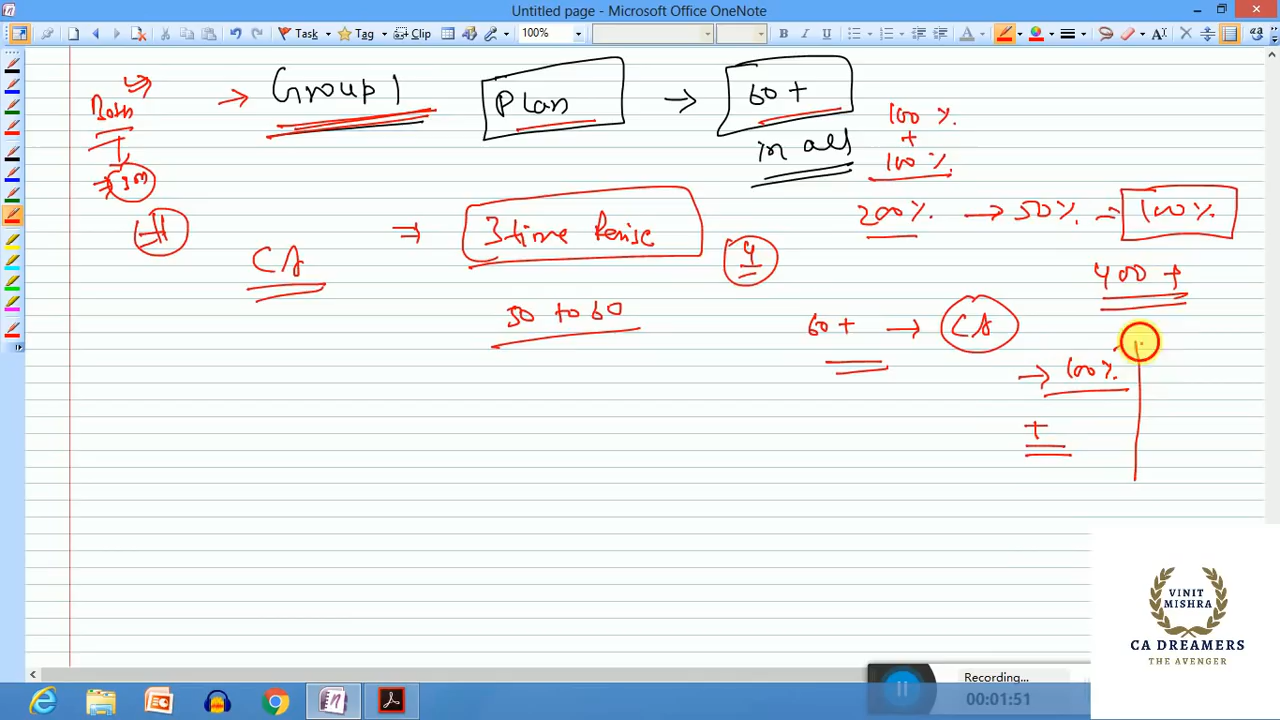 Untitled page - Microsoft Office OneNote
Task
Tag
Clip
100%
B I U
Both
Group 1
Plan → 60+
in all
100 %.
+
100 %.
3m
200%. → 50%. = 100%.
CA
⇒ 3 time Revise
4
400 +
50 to 60
60+ → CA
→ 100%.
+
VINIT
MISHRA
CA DREAMERS
THE AVENGER
Recording...
00:01:51